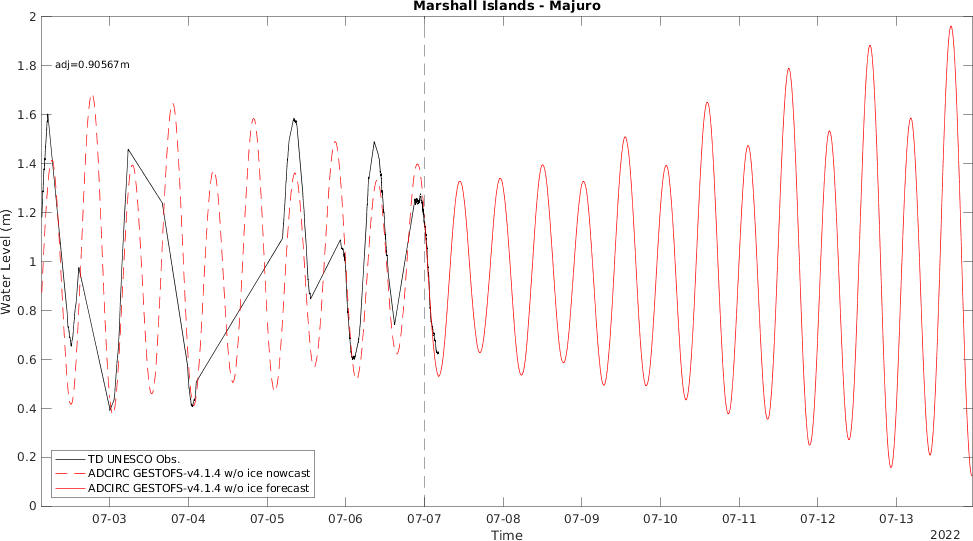 Marshall Islands - Majuro
adj=0.90567m
Water Level (m)
2
1.8
1.6
1.4
1.2
1
0.8
0.6
0.4
0.2
0
TD UNESCO Obs.
ADCIRC GESTOFS-v4.1.4 w/o ice nowcast
ADCIRC GESTOFS-v4.1.4 w/o ice forecast
07-03 07-04 07-05 07-06 07-07 07-08 07-09 07-10 07-11 07-12 07-13
Time
2022